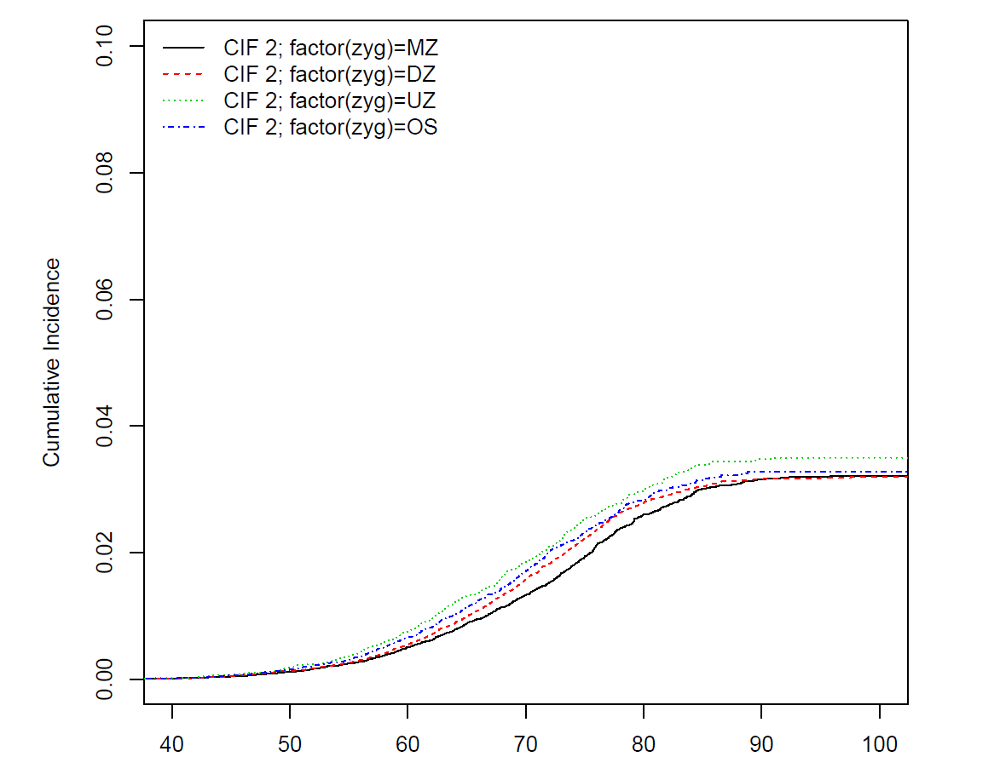 CIF 2; factor(zyg)=MZ
CIF 2; factor(zyg)=DZ
CIF 2; factor(zyg)=UZ
CIF 2; factor(zyg)=OS
Cumulative Incidence
0.10
0.08
0.06
0.04
0.02
0.00
40 50 60 70 80 90 100